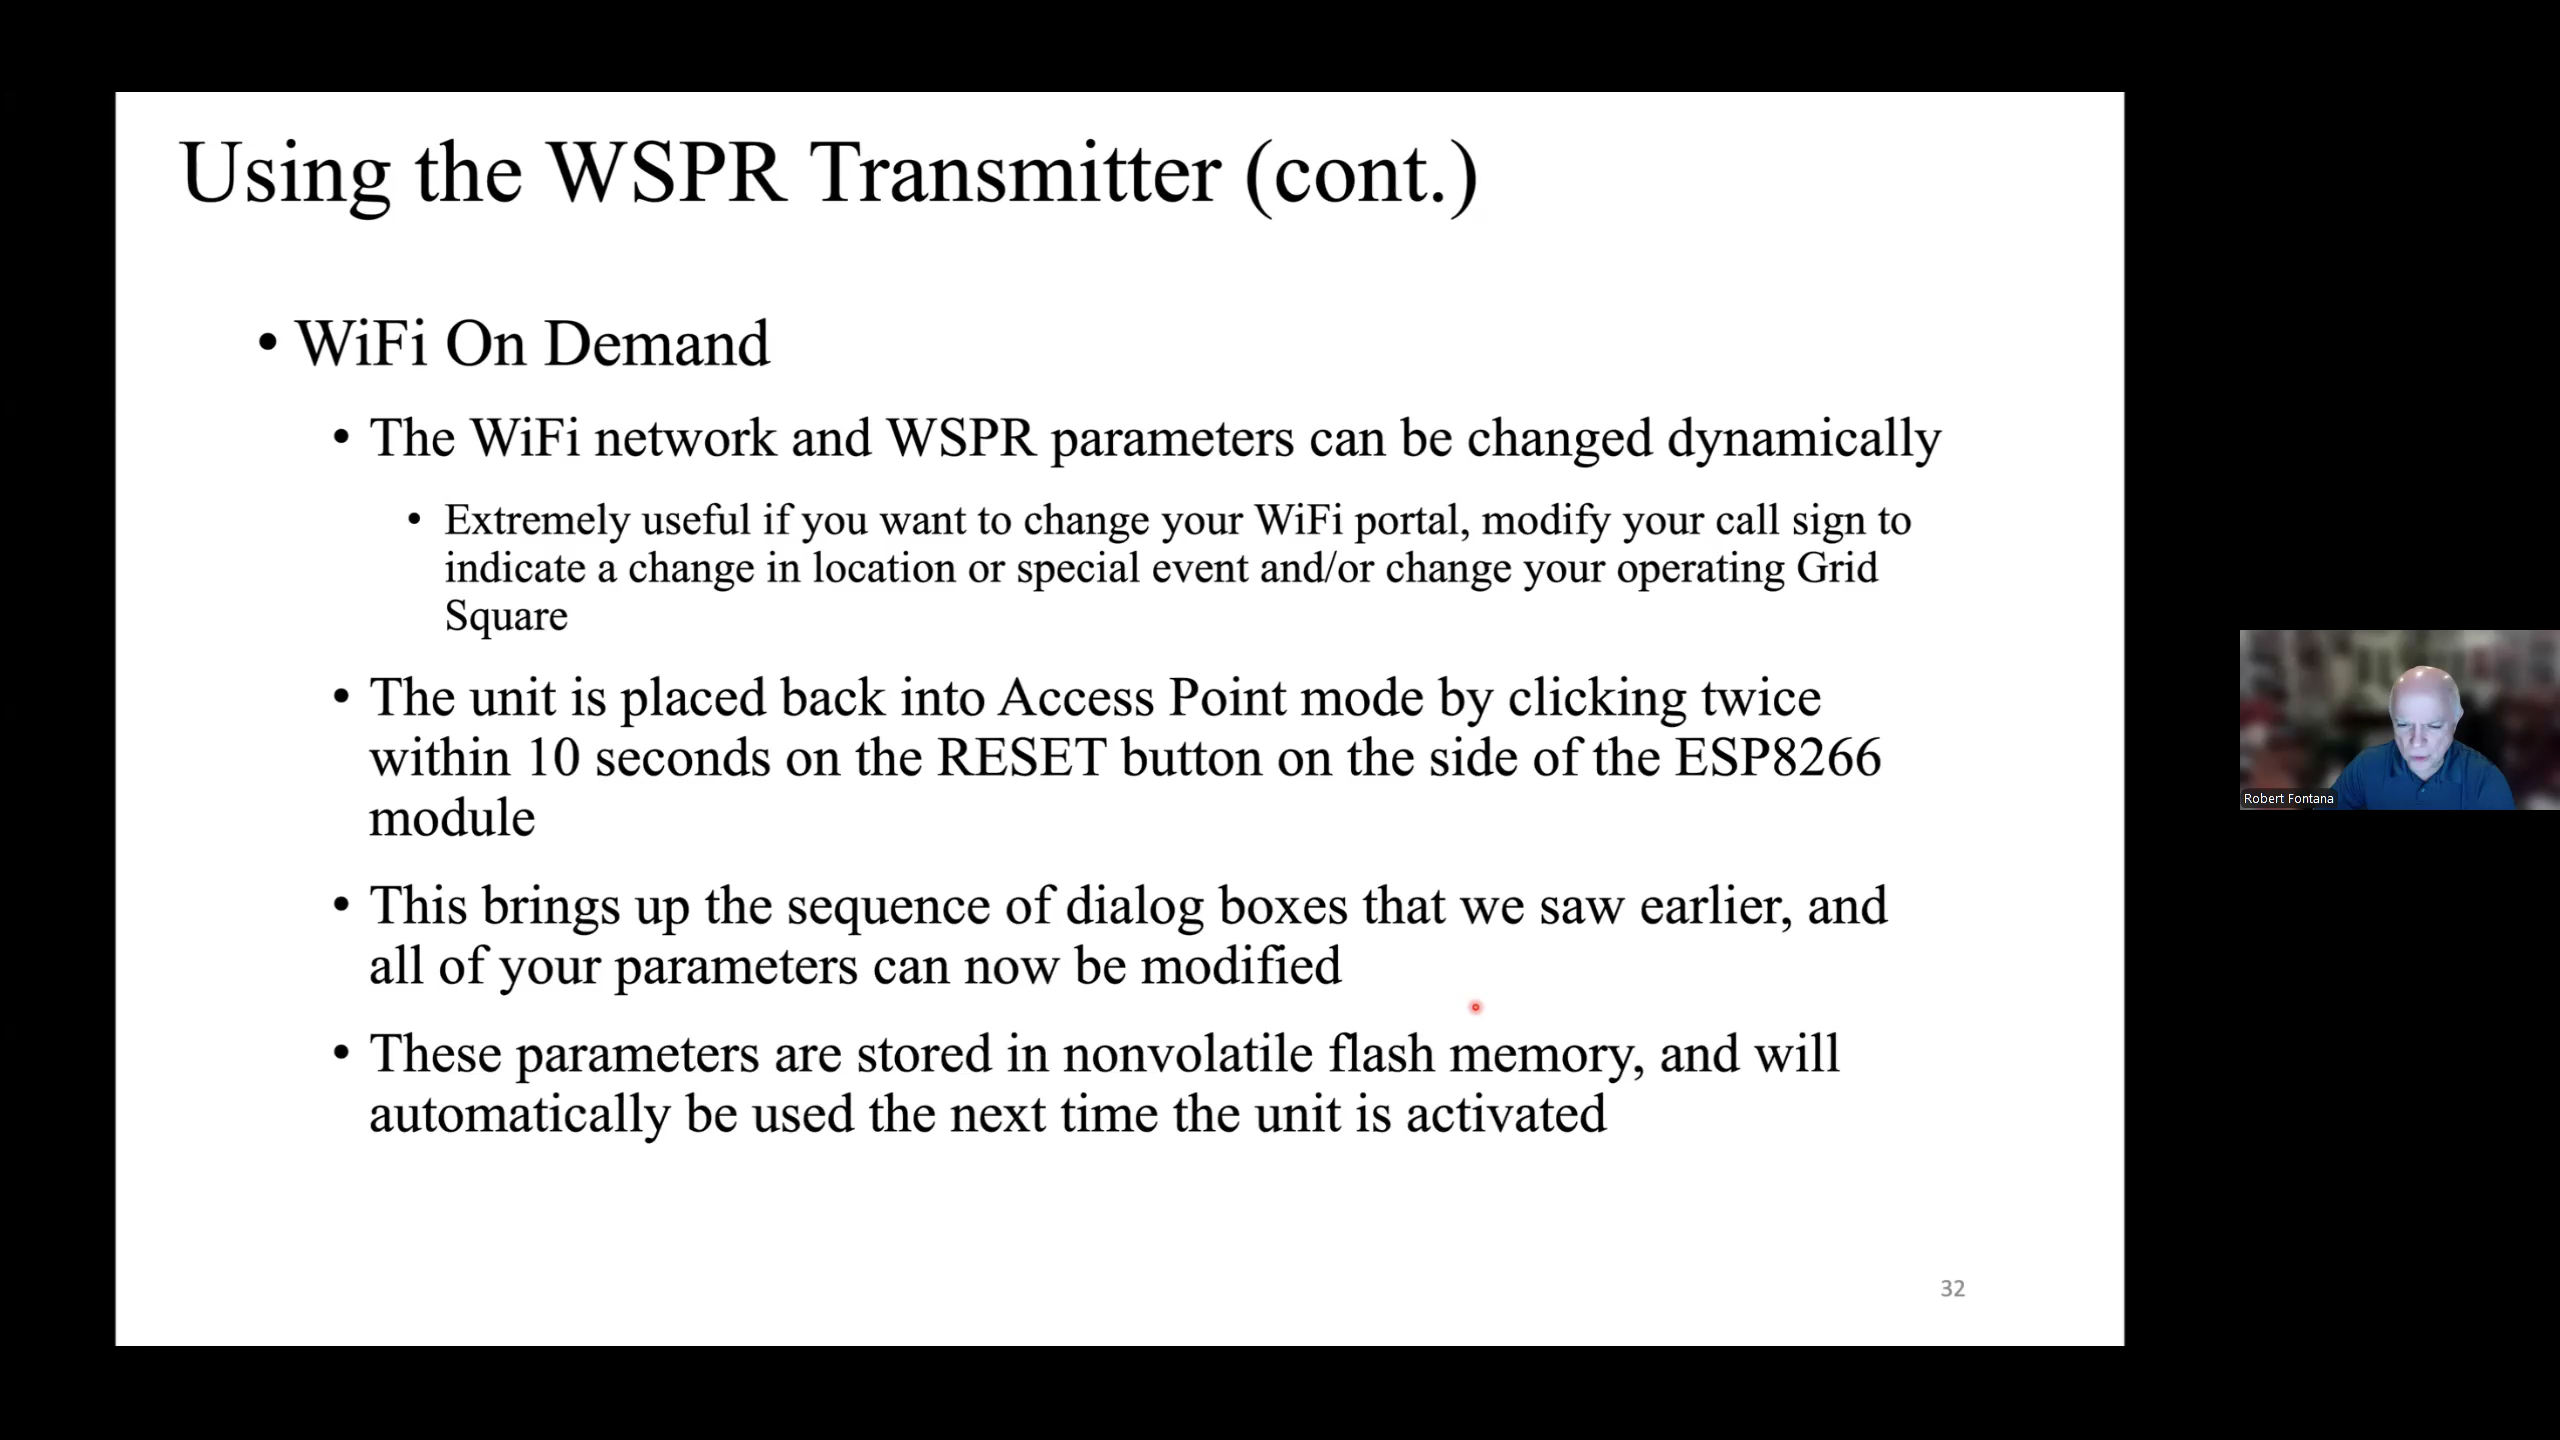 Using the WSPR Transmitter (cont.)
• WiFi On Demand
• The WiFi network and WSPR parameters can be changed dynamically
• Extremely useful if you want to change your WiFi portal, modify your call sign to
indicate a change in location or special event and/or change your operating Grid
Square
• The unit is placed back into Access Point mode by clicking twice
within 10 seconds on the RESET button on the side of the ESP8266
module
• This brings up the sequence of dialog boxes that we saw earlier, and
all of your parameters can now be modified
• These parameters are stored in nonvolatile flash memory, and will
automatically be used the next time the unit is activated
32
Robert Fontana